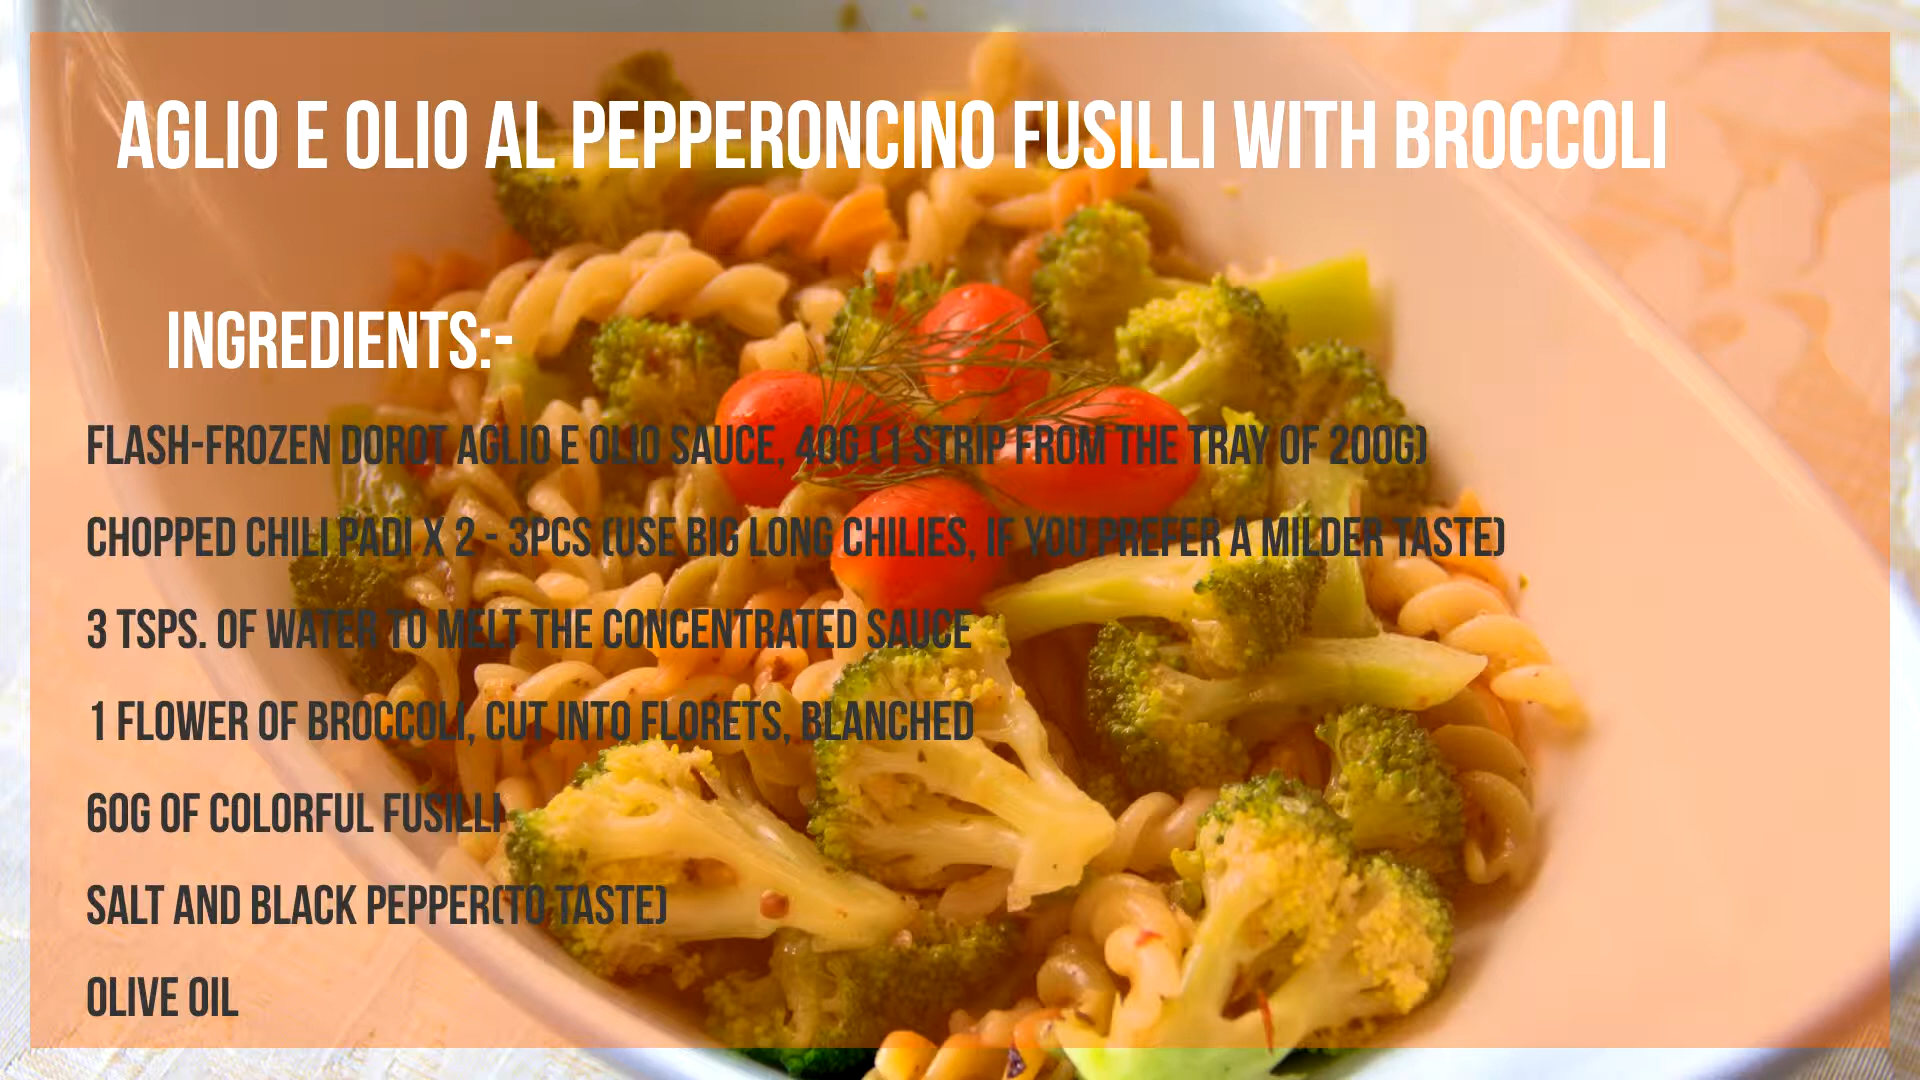 AGLIO E OLIO AL PEPPERONCINO FUSILLI WITH BROCCOLI
INGREDIENTS:-
FLASH-FROZEN DOROT AGLIO E OLIO SAUCE, 40G (1 STRIP FROM THE TRAY OF 200G)
CHOPPED CHILI PADI X 2 - 3PCS (USE BIG LONG CHILIES, IF YOU PREFER A MILDER TASTE)
3 TSPS. OF WATER TO MELT THE CONCENTRATED SAUCE
1 FLOWER OF BROCCOLI, CUT INTO FLORETS, BLANCHED
60G OF COLORFUL FUSILLI
SALT AND BLACK PEPPER(TO TASTE)
OLIVE OIL